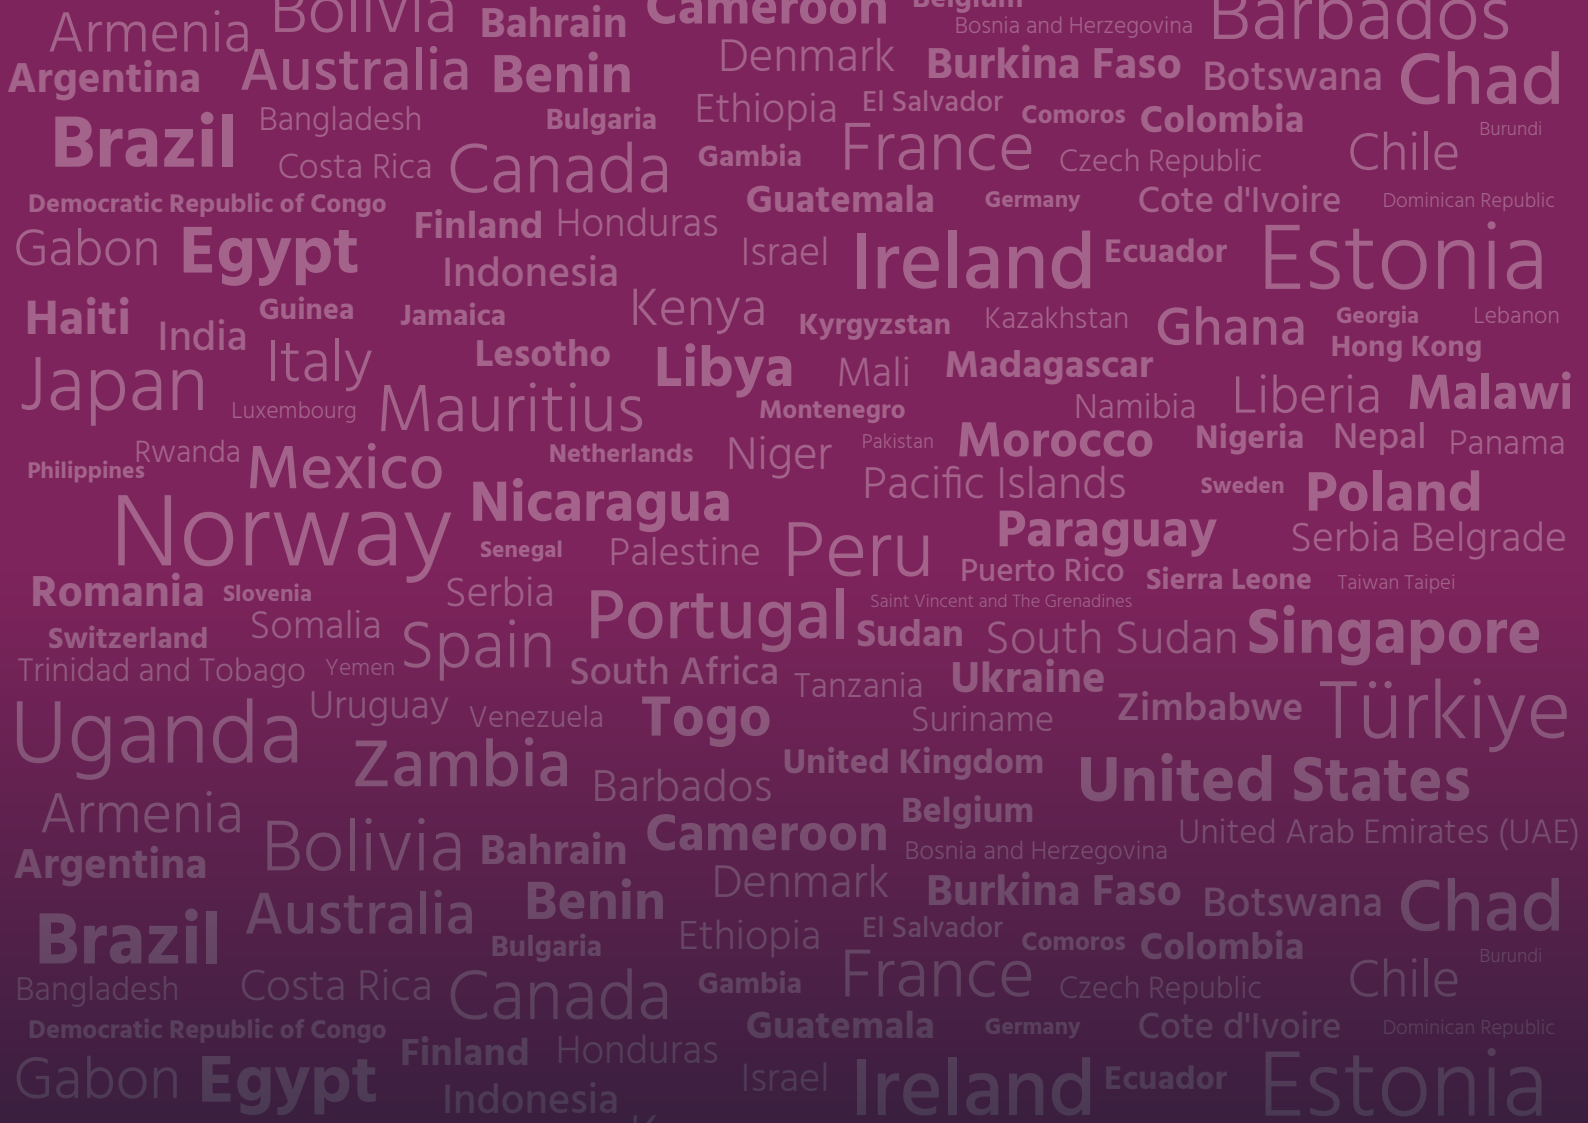 Armenia Bolivia Bahrain Cameroon Belgium Bosnia and Herzegovina Barbados
Argentina Australia Benin Denmark Burkina Faso Botswana Chad
Brazil Bangladesh Bulgaria Ethiopia El Salvador Comoros Colombia Burundi
Costa Rica Canada Gambia France Czech Republic Chile
Democratic Republic of Congo Guatemala Germany Cote d'Ivoire Dominican Republic
Gabon Egypt Finland Honduras Israel Ireland Ecuador Estonia
Indonesia
Haiti Guinea Jamaica Kenya Kyrgyzstan Kazakhstan Ghana Georgia Lebanon
India Italy Lesotho Libya Mali Madagascar Hong Kong
Japan Luxembourg Mauritius Montenegro Namibia Liberia Malawi
Rwanda Netherlands Niger Pakistan Morocco Nigeria Nepal Panama
Philippines Mexico Pacific Islands Sweden Poland
Norway Nicaragua Paraguay Serbia Belgrade
Senegal Palestine Peru Puerto Rico Sierra Leone Taiwan Taipei
Romania Slovenia Serbia Portugal Saint Vincent and The Grenadines
Switzerland Somalia Spain Sudan South Sudan Singapore
Trinidad and Tobago Yemen South Africa Tanzania Ukraine
Uganda Uruguay Venezuela Togo Suriname Zimbabwe Türkiye
Zambia Barbados United Kingdom United States
Armenia Bolivia Bahrain Cameroon Belgium United Arab Emirates (UAE)
Bosnia and Herzegovina
Argentina Australia Benin Denmark Burkina Faso Botswana Chad
Brazil Bulgaria Ethiopia El Salvador Comoros Colombia Burundi
Bangladesh Costa Rica Canada Gambia France Czech Republic Chile
Democratic Republic of Congo Guatemala Germany Cote d'Ivoire Dominican Republic
Gabon Egypt Finland Honduras Israel Ireland Ecuador Estonia
Indonesia